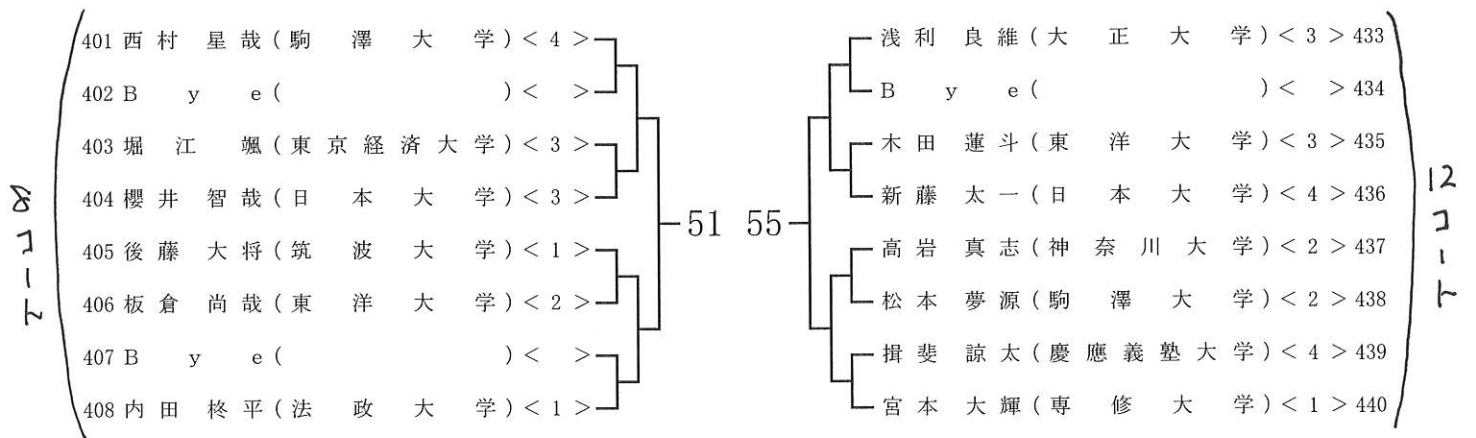 401 西村 星哉 (駒澤大学) < 4 >
402 Bye ( ) < >
403 堀江 颯 (東京経済大学) < 3 >
404 櫻井 智哉 (日本大学) < 3 >
405 後藤 大将 (筑波大学) < 1 >
406 板倉 尚哉 (東洋大学) < 2 >
407 Bye ( ) < >
408 内田 柊平 (法政大学) < 1 >
8コート
51
55
浅利 良維 (大正大学) < 3 > 433
Bye ( ) < > 434
木田 蓮斗 (東洋大学) < 3 > 435
新藤 太一 (日本大学) < 4 > 436
高岩 真志 (神奈川大学) < 2 > 437
松本 夢源 (駒澤大学) < 2 > 438
揖斐 諒太 (慶應義塾大学) < 4 > 439
宮本 大輝 (専修大学) < 1 > 440
12コート